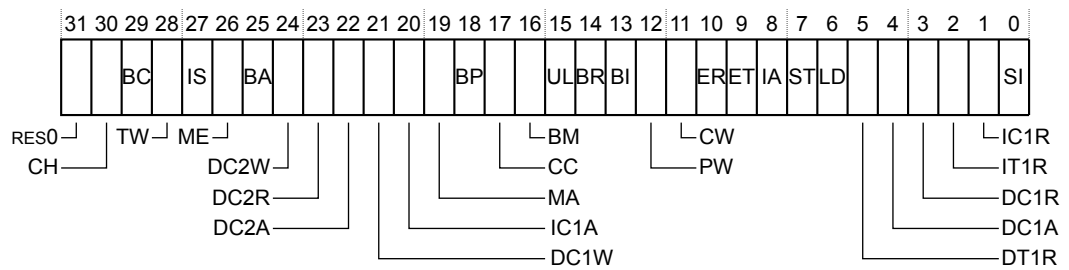 31 30 29 28 27 26 25 24 23 22 21 20 19 18 17 16 15 14 13 12 11 10 9 8 7 6 5 4 3 2 1 0
BC IS BA BP UL BR BI ER ET IA ST LD SI
RES0 TW ME BM CW IC1R
CH DC2W CC PW IT1R
DC2R MA DC1R
DC2A IC1A DC1A
DC1W DT1R